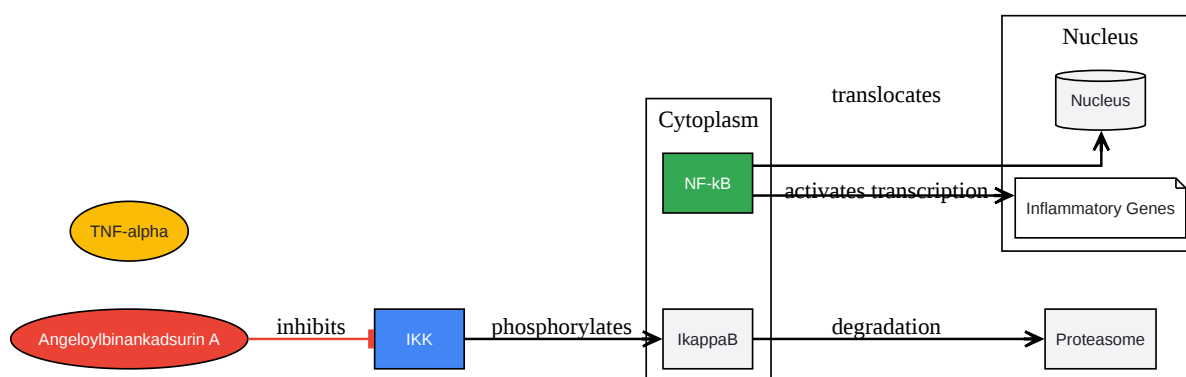 Nucleus
Nucleus
translocates
Cytoplasm
NF-kB
activates transcription
Inflammatory Genes
TNF-alpha
Angeloylbinankadsurin A
inhibits
IKK
phosphorylates
IkappaB
degradation
Proteasome